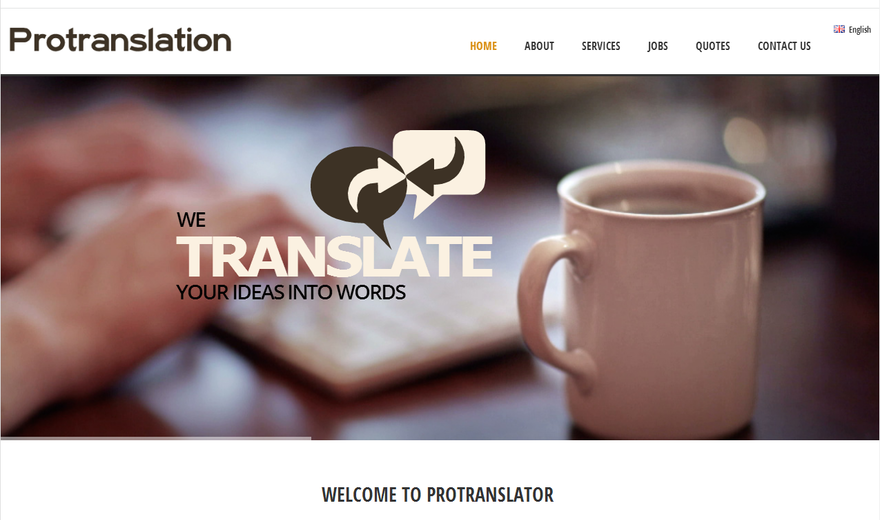 Protranslation
HOME ABOUT SERVICES JOBS QUOTES CONTACT US
English
WE
TRANSLATE
YOUR IDEAS INTO WORDS
WELCOME TO PROTRANSLATOR